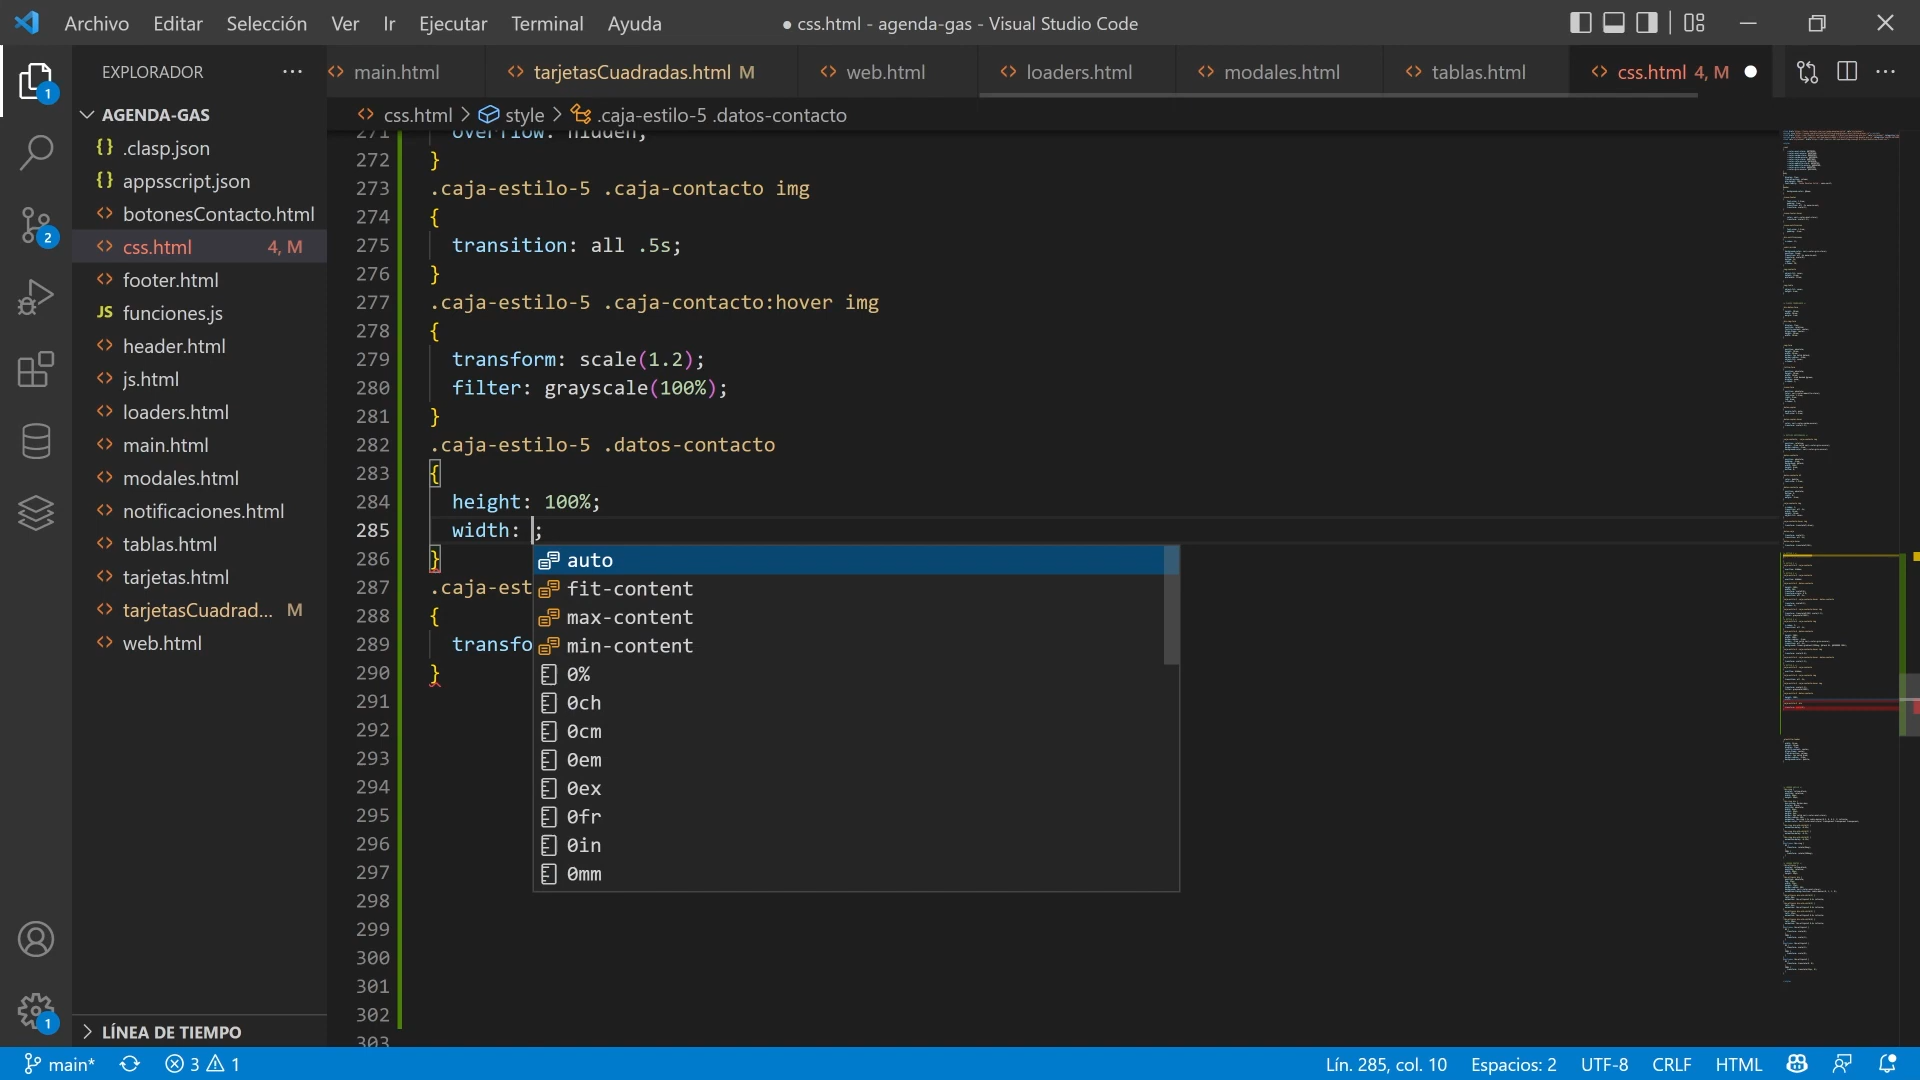 Archivo Editar Selección Ver Ir Ejecutar Terminal Ayuda ● css.html - agenda-gas - Visual Studio Code
EXPLORADOR ···
main.html tarjetasCuadradas.html M web.html loaders.html modales.html tablas.html css.html 4, M
css.html > style > .caja-estilo-5 .datos-contacto
AGENDA-GAS
.clasp.json
appsscript.json
botonesContacto.html
css.html 4, M
footer.html
funciones.js
header.html
js.html
loaders.html
main.html
modales.html
notificaciones.html
tablas.html
tarjetas.html
tarjetasCuadrad... M
web.html
LÍNEA DE TIEMPO
271 overflow: hidden;
272 }
273 .caja-estilo-5 .caja-contacto img
274 {
275 transition: all .5s;
276 }
277 .caja-estilo-5 .caja-contacto:hover img
278 {
279 transform: scale(1.2);
280 filter: grayscale(100%);
281 }
282 .caja-estilo-5 .datos-contacto
283 {
284 height: 100%;
285 width: ;
286 }
287 .caja-est
288 {
289 transfo
290 }
291
292
293
294
295
296
297
298
299
300
301
302
303
auto
fit-content
max-content
min-content
0%
0ch
0cm
0em
0ex
0fr
0in
0mm
1
2
1
main* 3 1 Lín. 285, col. 10 Espacios: 2 UTF-8 CRLF HTML